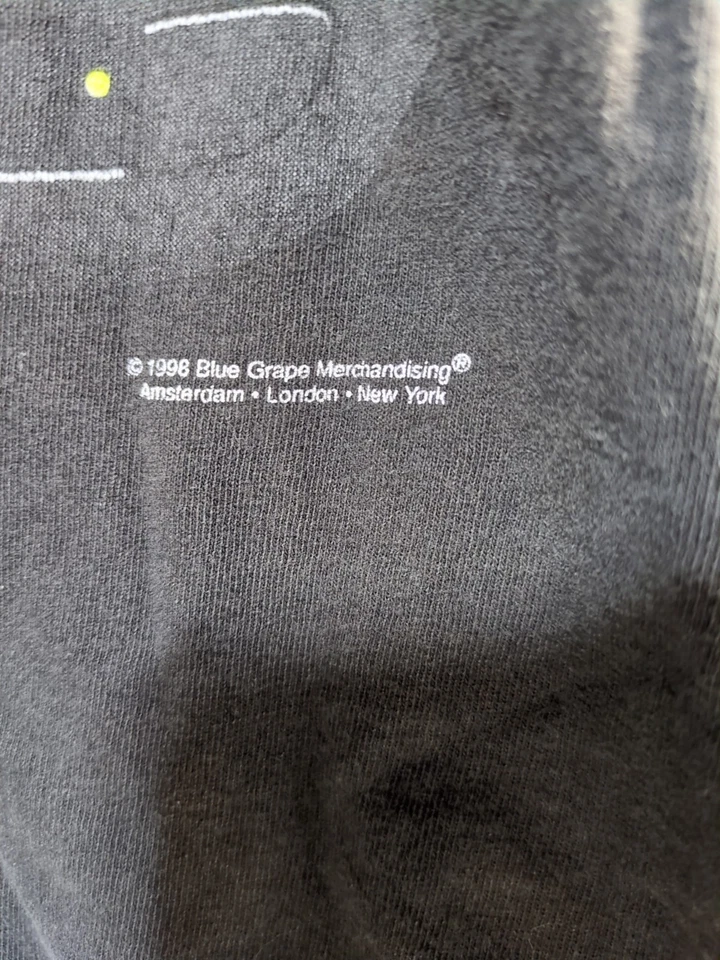 © 1998 Blue Grape Merchandising®
Amsterdam • London • New York